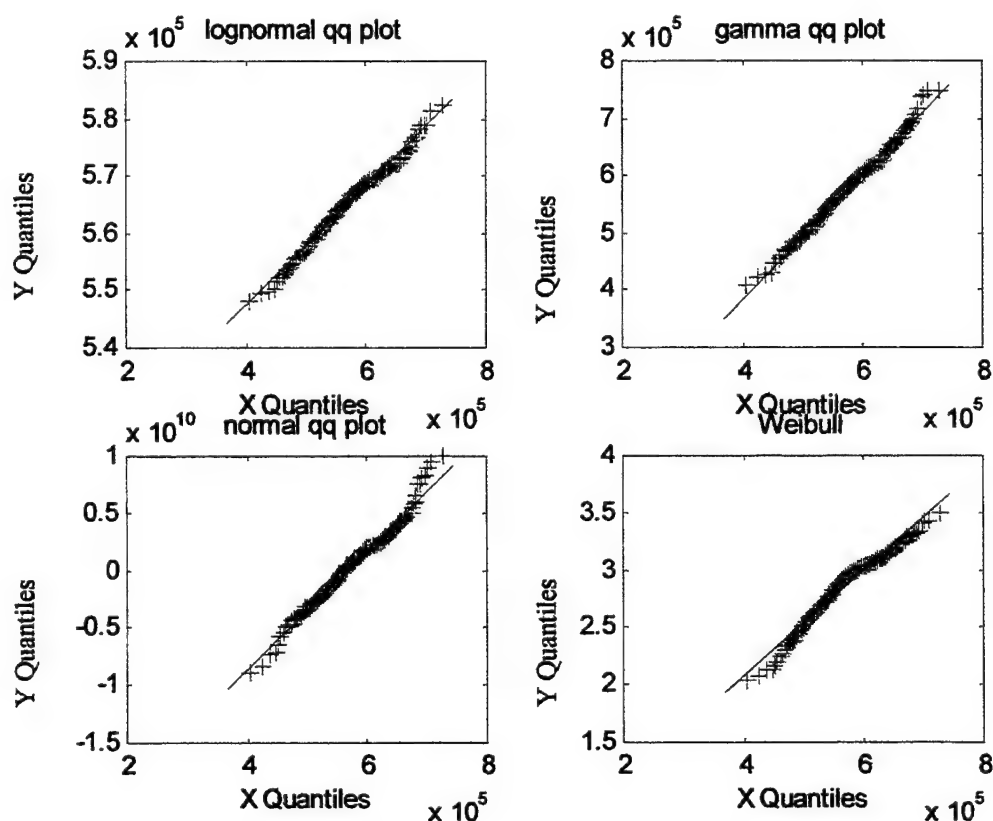 x 10^5 lognormal qq plot
5.9
5.8
5.7
5.6
5.5
5.4
Y Quantiles
2 4 6 8
X Quantiles
x 10^5
x 10^5 gamma qq plot
8
7
6
5
4
3
Y Quantiles
2 4 6 8
X Quantiles
x 10^5
x 10^10 normal qq plot
1
0.5
0
-0.5
-1
-1.5
Y Quantiles
2 4 6 8
X Quantiles
x 10^5
Weibull
4
3.5
3
2.5
2
1.5
Y Quantiles
2 4 6 8
X Quantiles
x 10^5